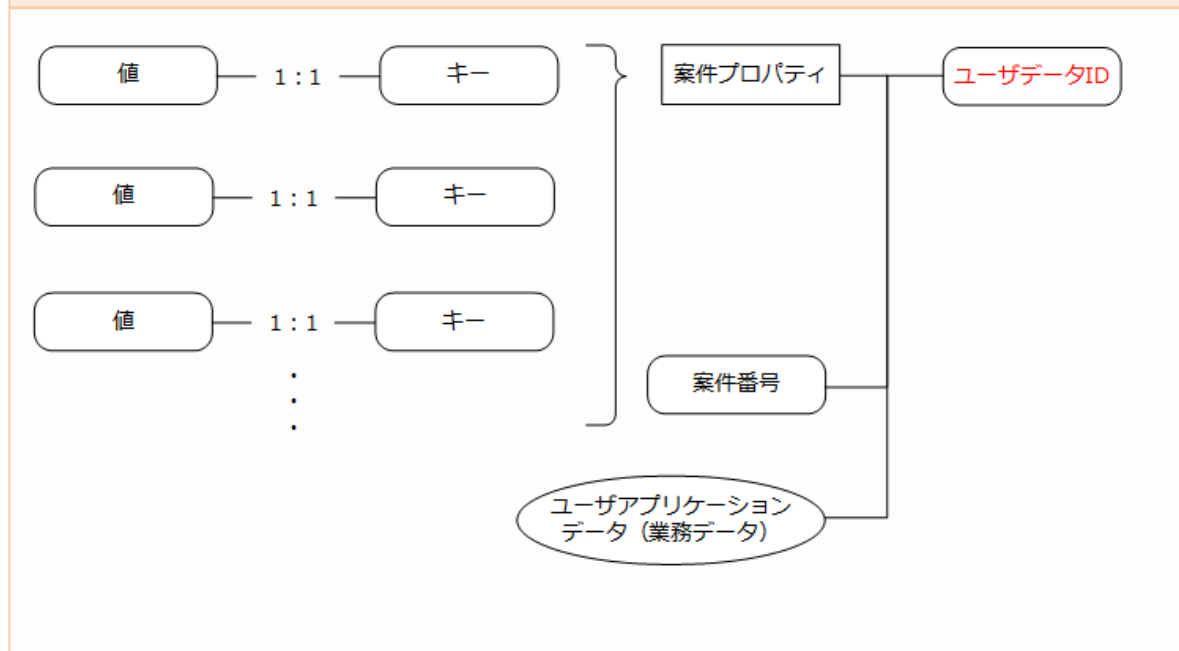 値
1:1
キー
案件プロパティ
ユーザデータID
値
1:1
キー
値
1:1
キー
・
・
・
案件番号
ユーザアプリケーション
データ（業務データ）